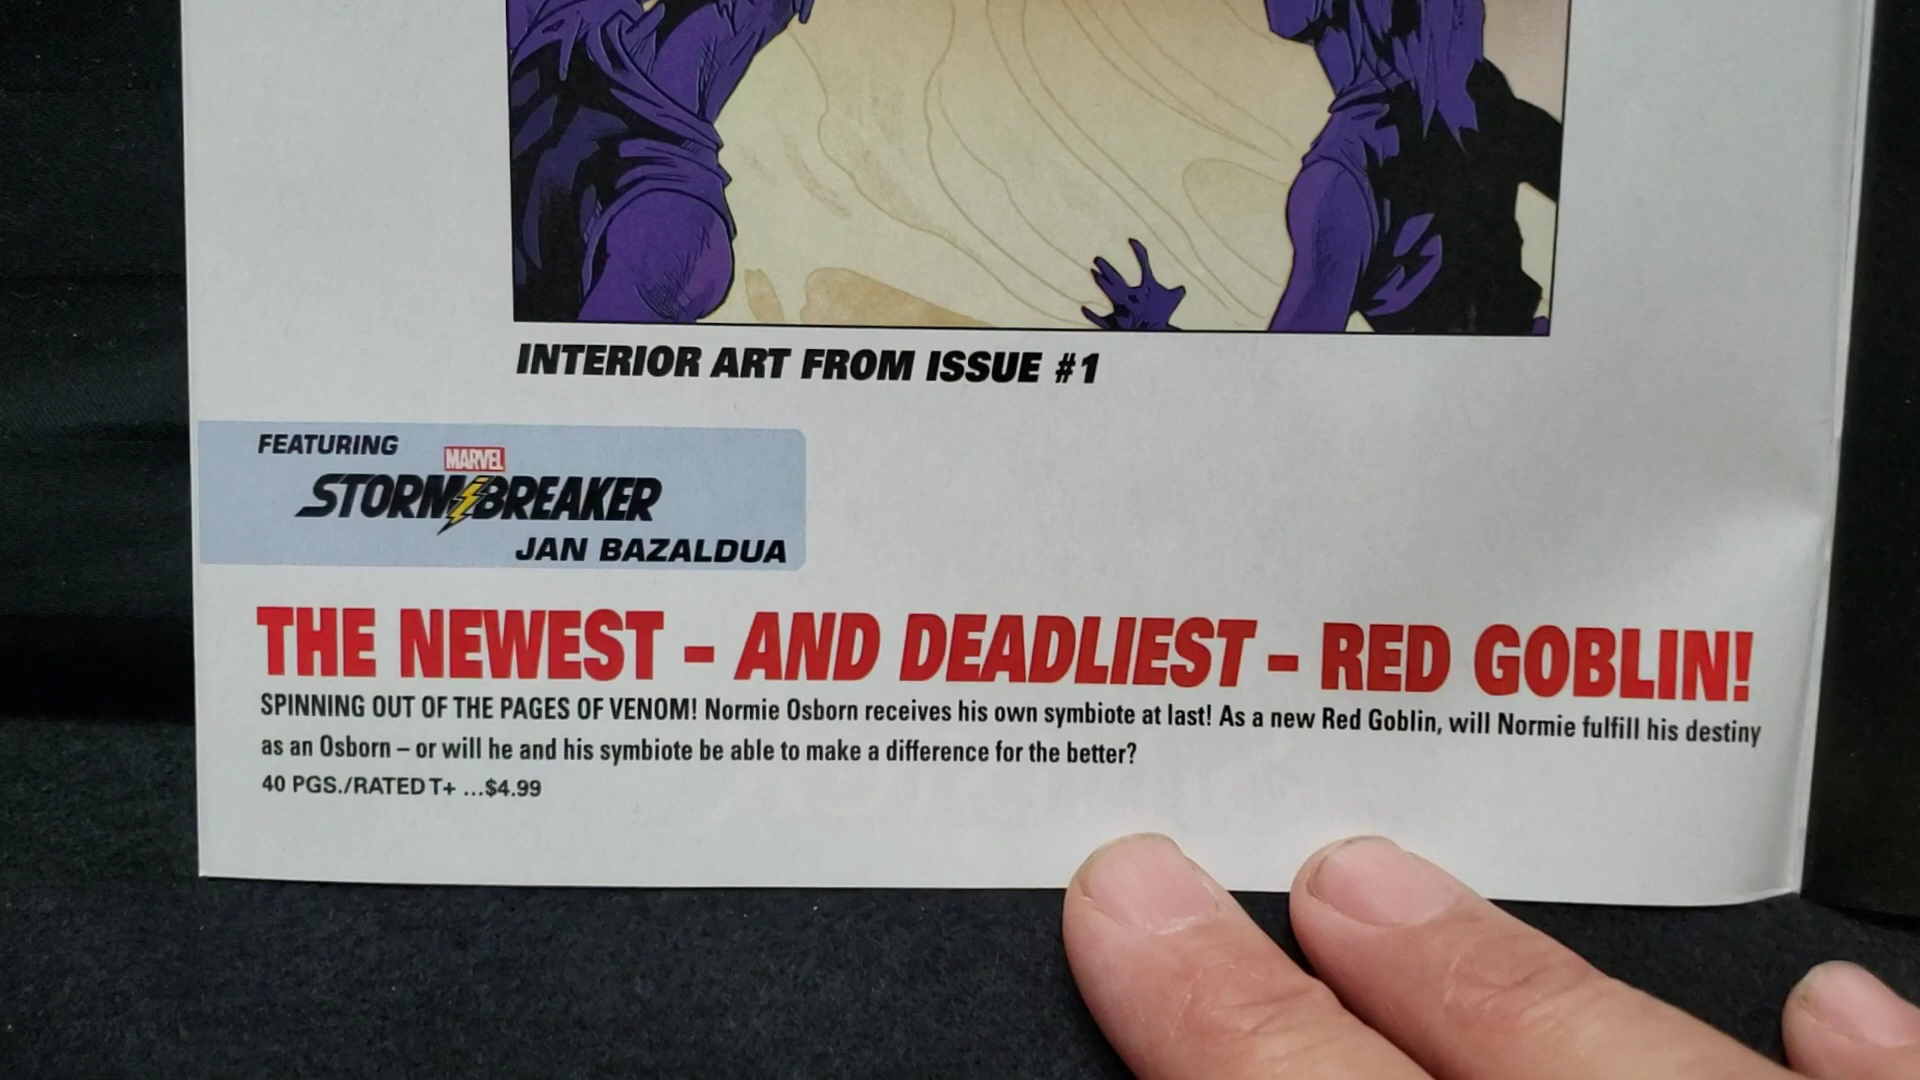 INTERIOR ART FROM ISSUE #1
FEATURING
MARVEL
STORMBREAKER
JAN BAZALDUA
THE NEWEST – AND DEADLIEST – RED GOBLIN!
SPINNING OUT OF THE PAGES OF VENOM! Normie Osborn receives his own symbiote at last! As a new Red Goblin, will Normie fulfill his destiny
as an Osborn – or will he and his symbiote be able to make a difference for the better?
40 PGS./RATED T+ ...$4.99